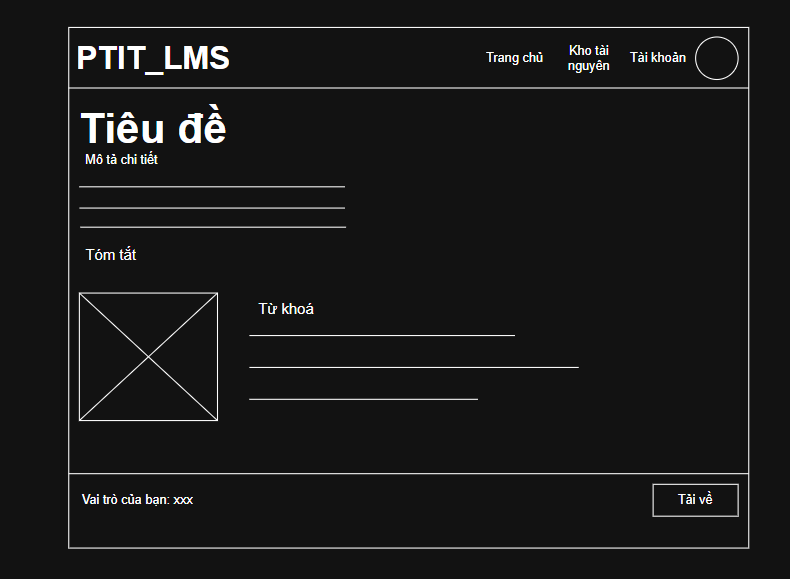 PTIT_LMS
Trang chủ
Kho tài
nguyên
Tài khoản
Tiêu đề
Mô tả chi tiết
Tóm tắt
Từ khoá
Vai trò của bạn: xxx
Tải về